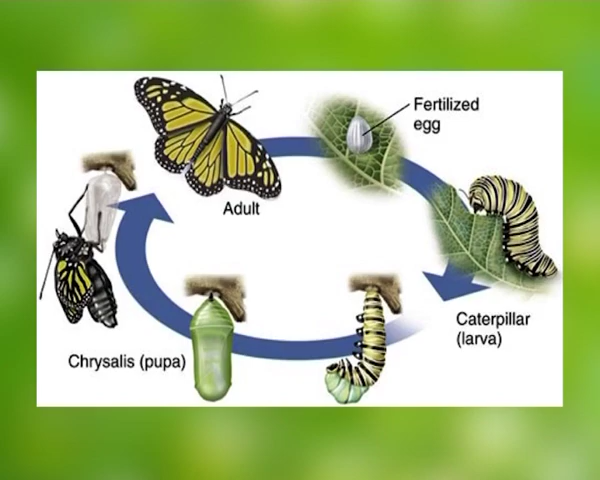 Fertilized
egg
Adult
Caterpillar
(larva)
Chrysalis (pupa)